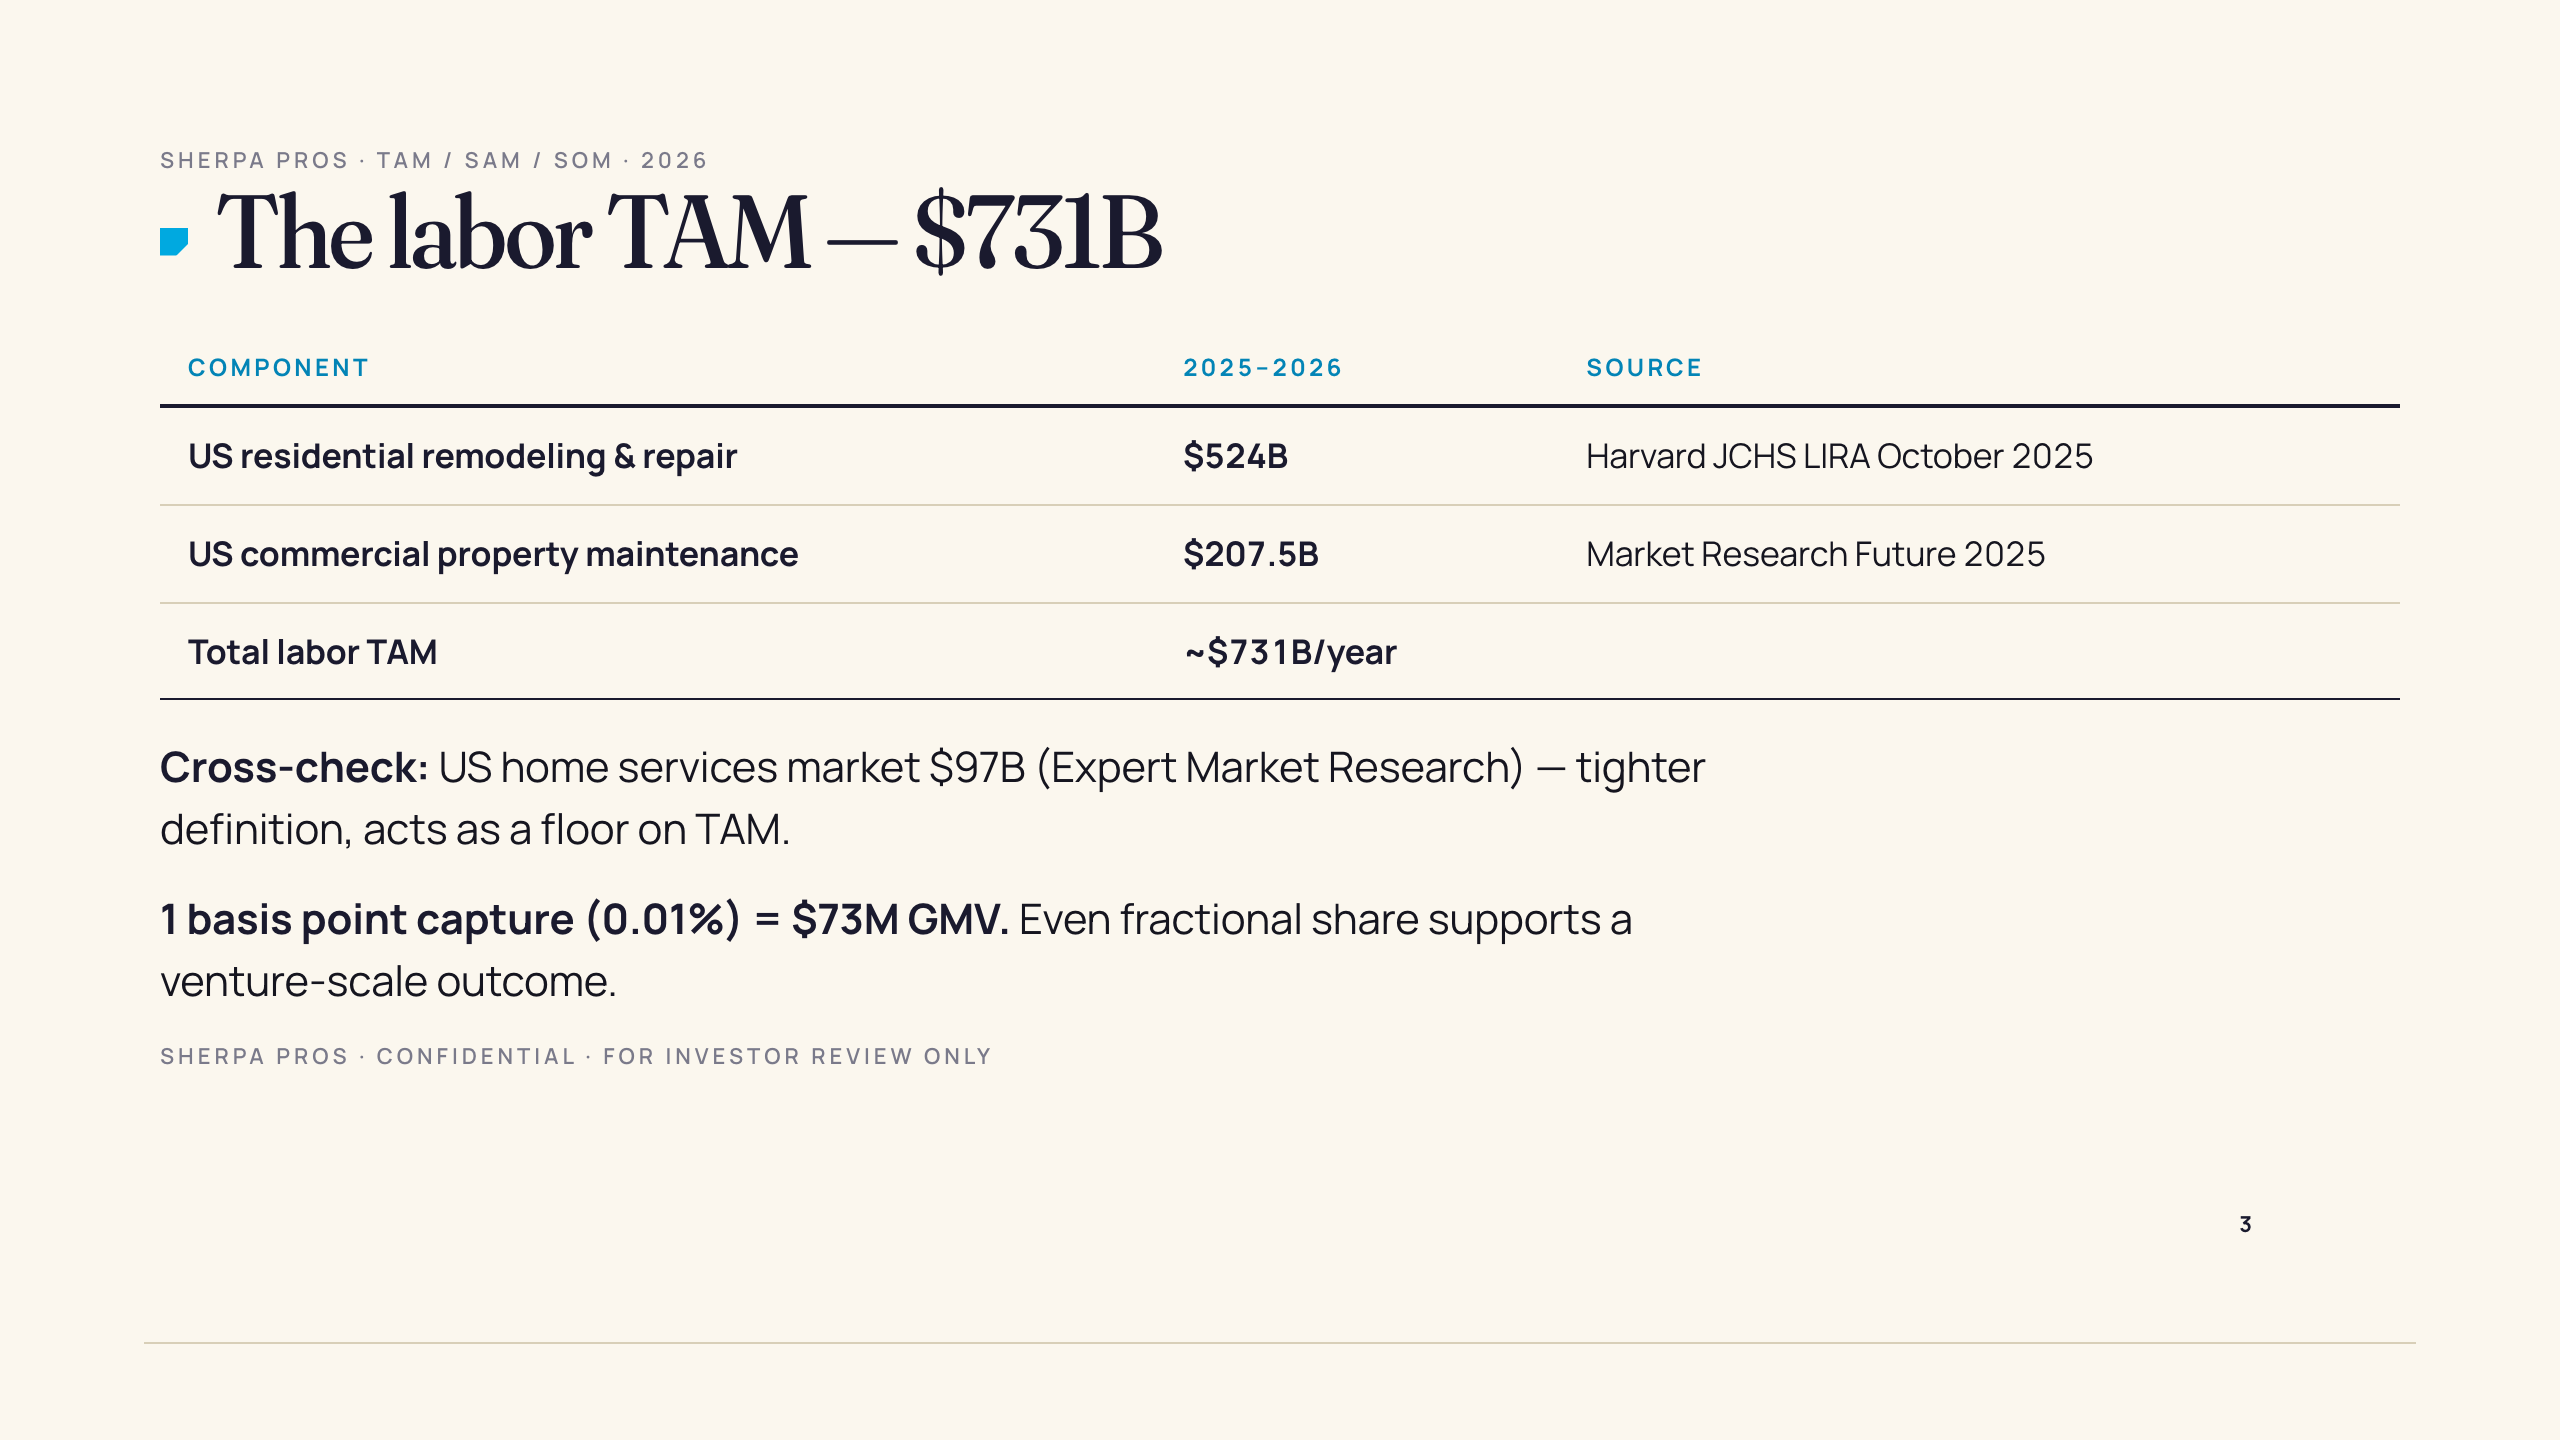 SHERPA PROS · TAM / SAM / SOM · 2026
The labor TAM — $731B
COMPONENT 2025–2026 SOURCE
US residential remodeling & repair $524B Harvard JCHS LIRA October 2025
US commercial property maintenance $207.5B Market Research Future 2025
Total labor TAM ~$731B/year
Cross-check: US home services market $97B (Expert Market Research) — tighter
definition, acts as a floor on TAM.
1 basis point capture (0.01%) = $73M GMV. Even fractional share supports a
venture-scale outcome.
SHERPA PROS · CONFIDENTIAL · FOR INVESTOR REVIEW ONLY
3